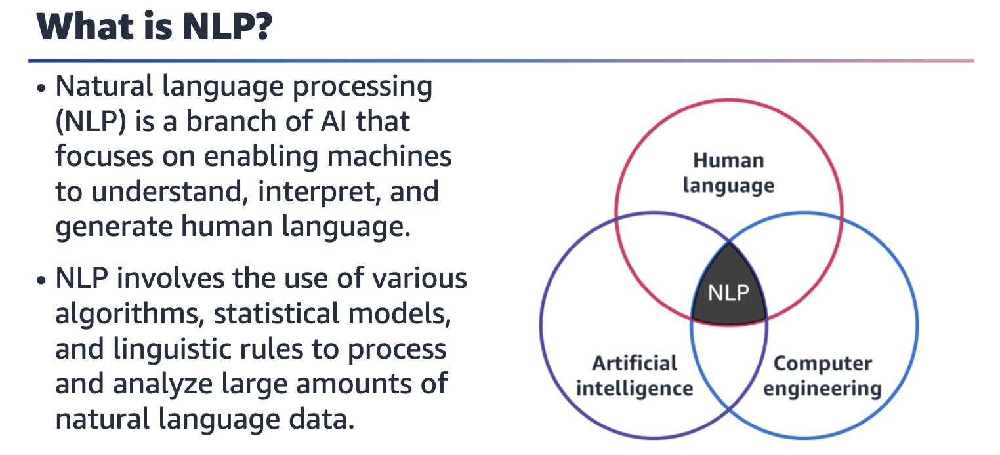 What is NLP?
• Natural language processing
(NLP) is a branch of AI that
focuses on enabling machines
to understand, interpret, and
generate human language.
• NLP involves the use of various
algorithms, statistical models,
and linguistic rules to process
and analyze large amounts of
natural language data.
Human
language
NLP
Artificial
intelligence
Computer
engineering